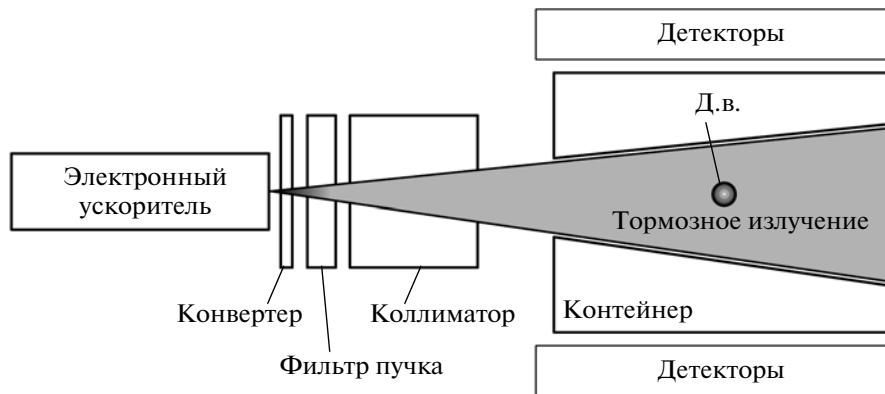 Детекторы
Д.в.
Электронный
ускоритель
Тормозное излучение
Конвертер
Коллиматор
Контейнер
Фильтр пучка
Детекторы